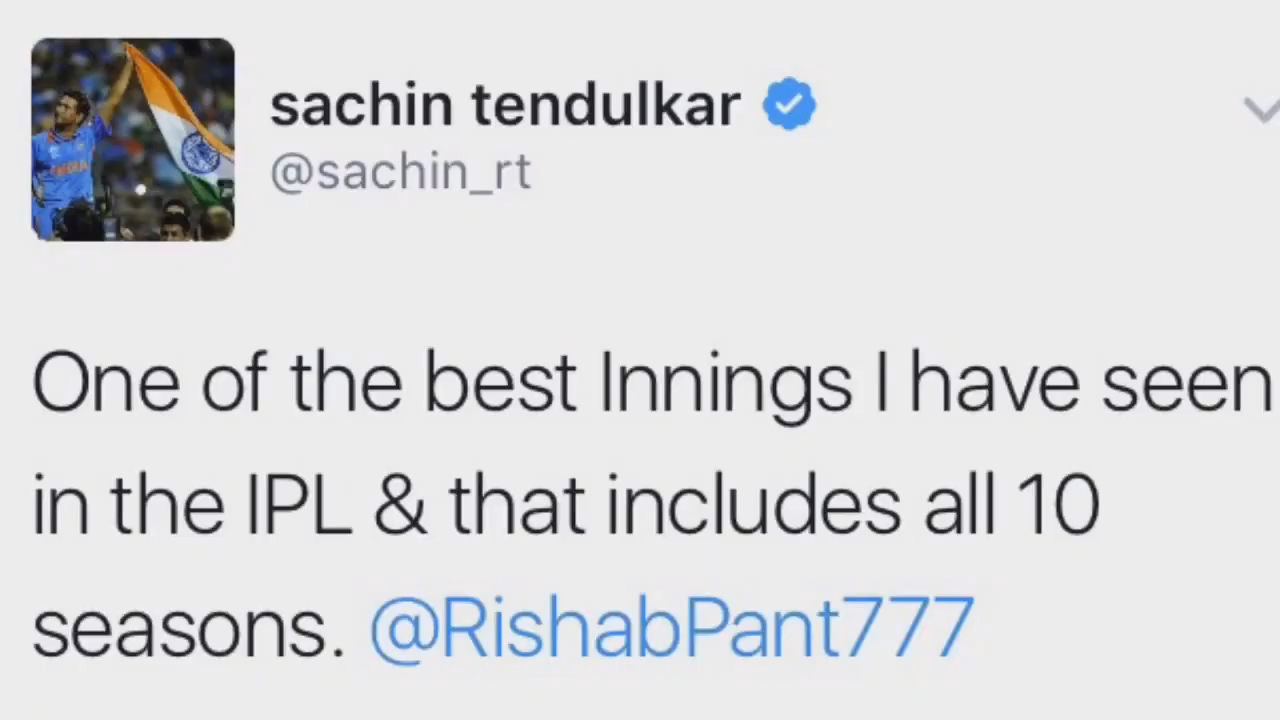 sachin tendulkar
@sachin_rt
INDIA
One of the best Innings I have seen
in the IPL & that includes all 10
seasons. @RishabPant777